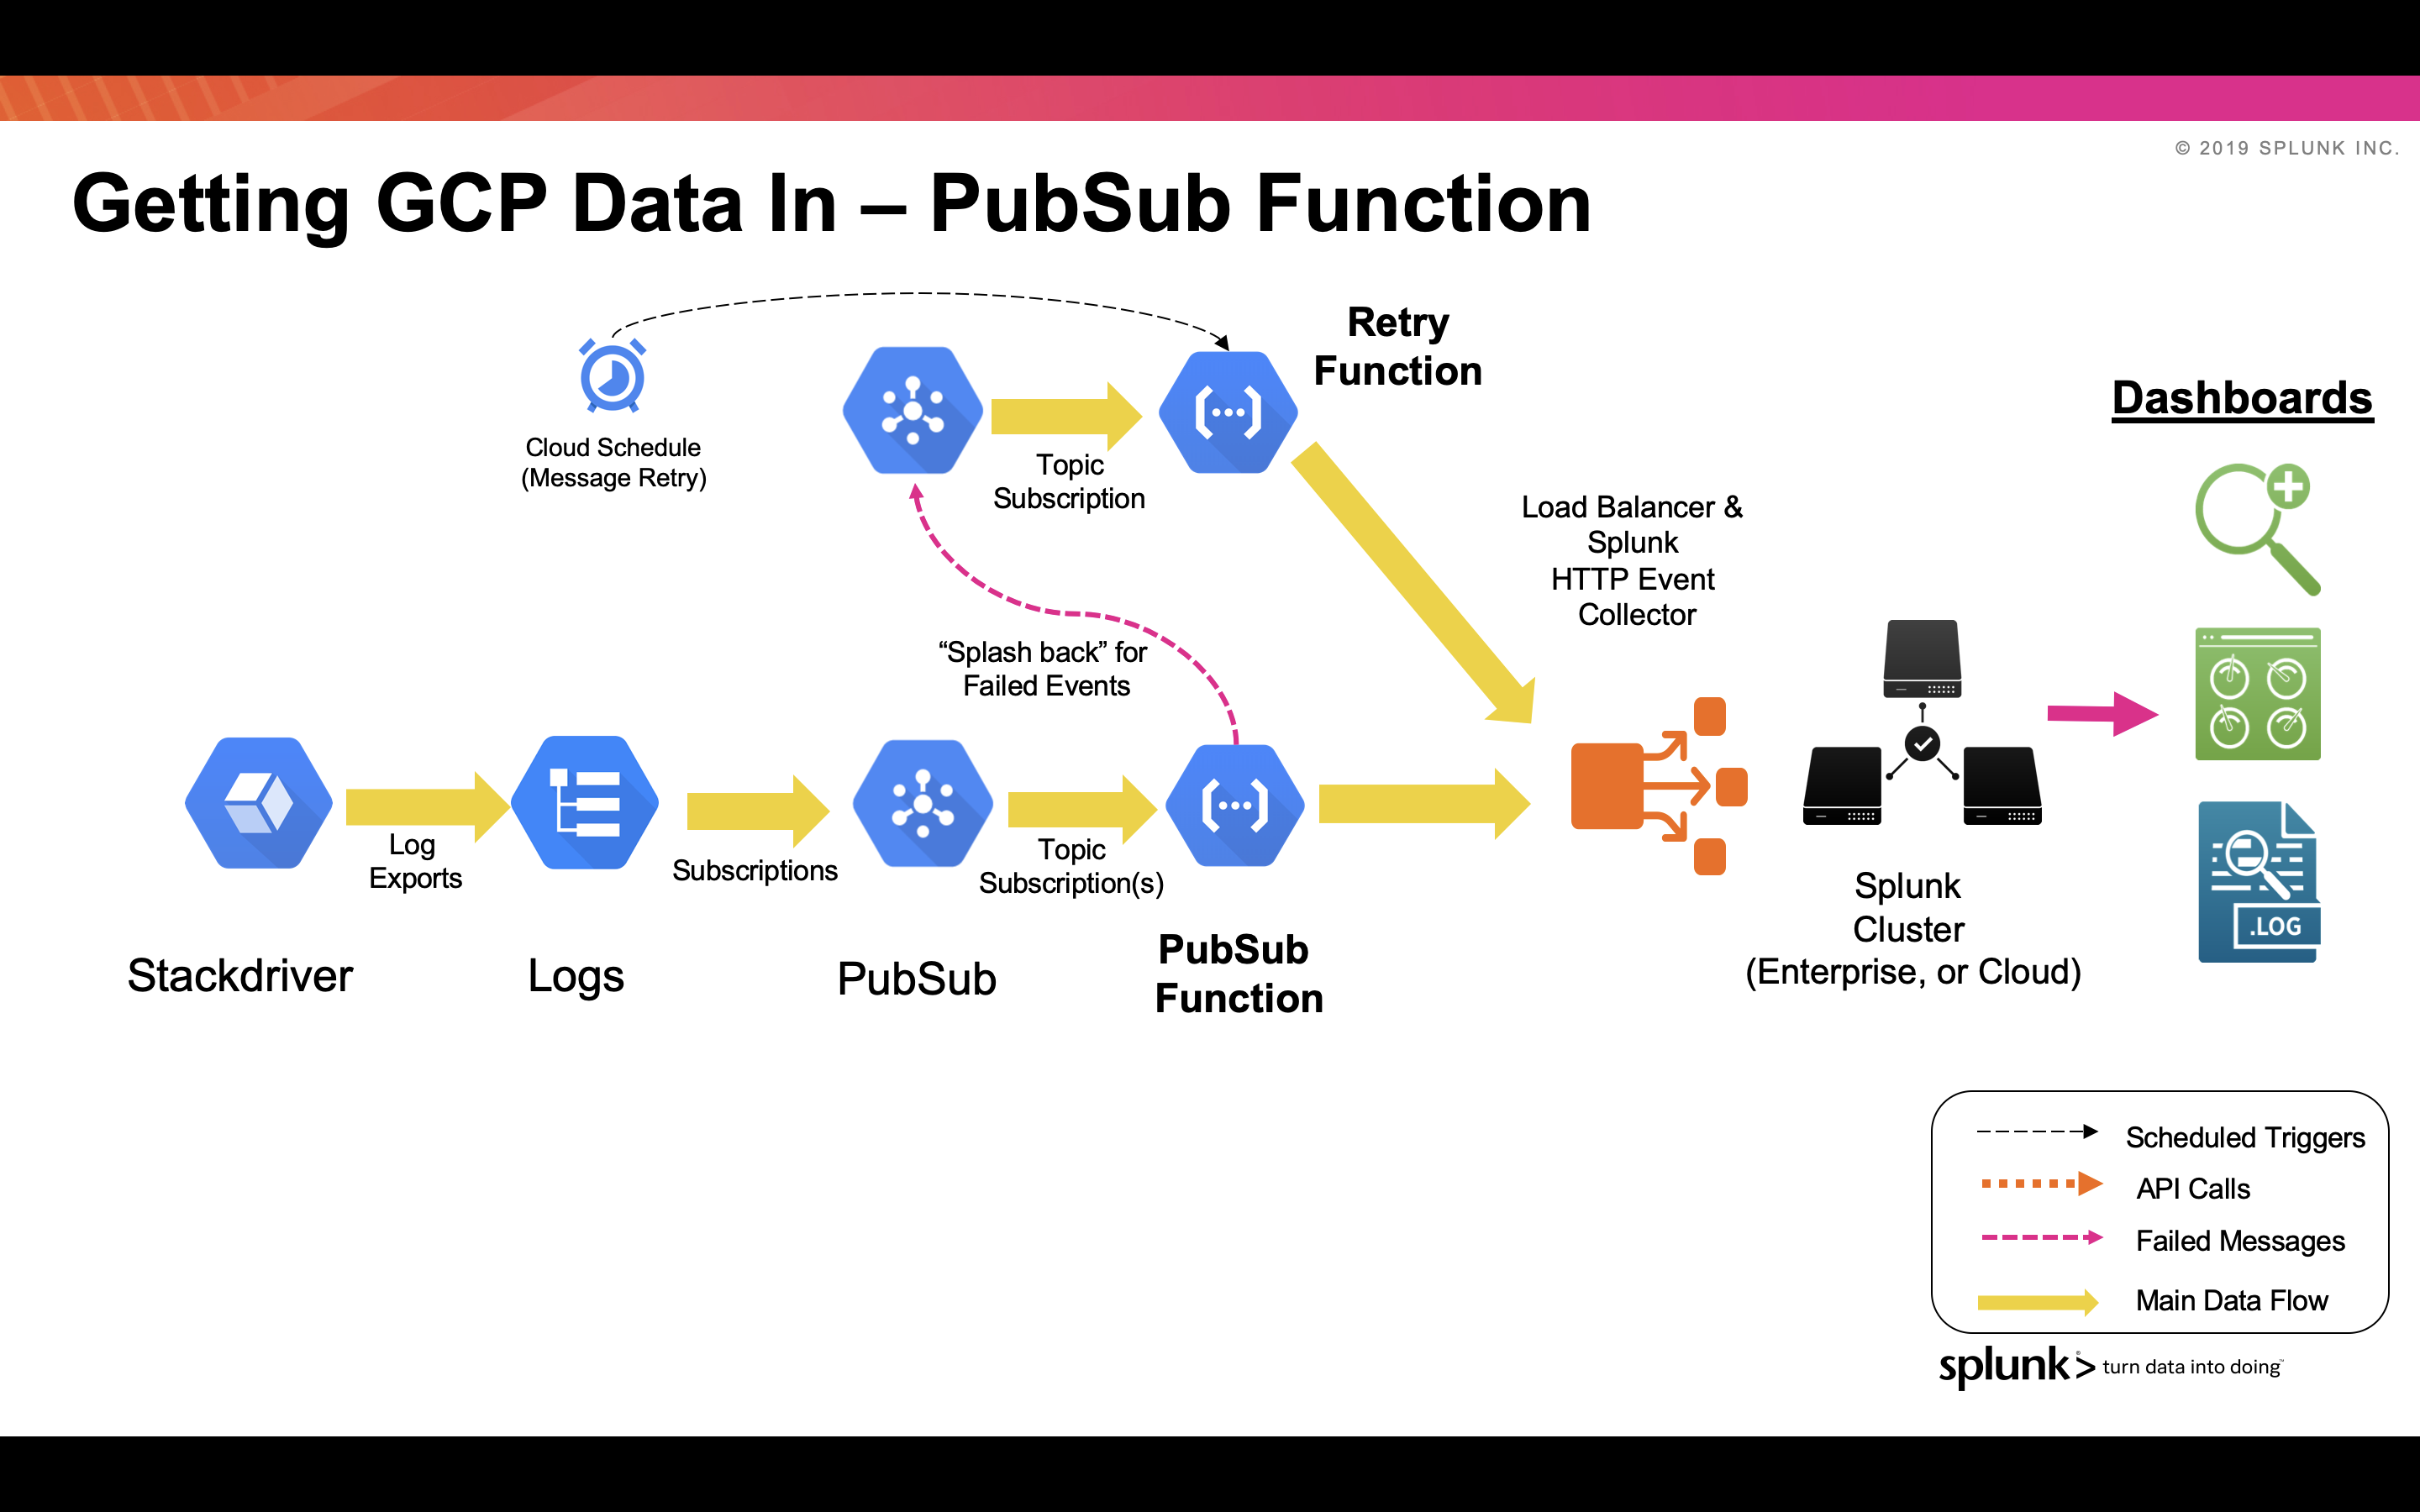 © 2019 SPLUNK INC.
Getting GCP Data In – PubSub Function
Retry
Function
Dashboards
Cloud Schedule
(Message Retry)
Topic
Subscription
Load Balancer &
Splunk
HTTP Event
Collector
“Splash back” for
Failed Events
Log
Exports
Subscriptions
Topic
Subscription(s)
Stackdriver
Logs
PubSub
PubSub
Function
Splunk
Cluster
(Enterprise, or Cloud)
.LOG
Scheduled Triggers
API Calls
Failed Messages
Main Data Flow
splunk> turn data into doing™